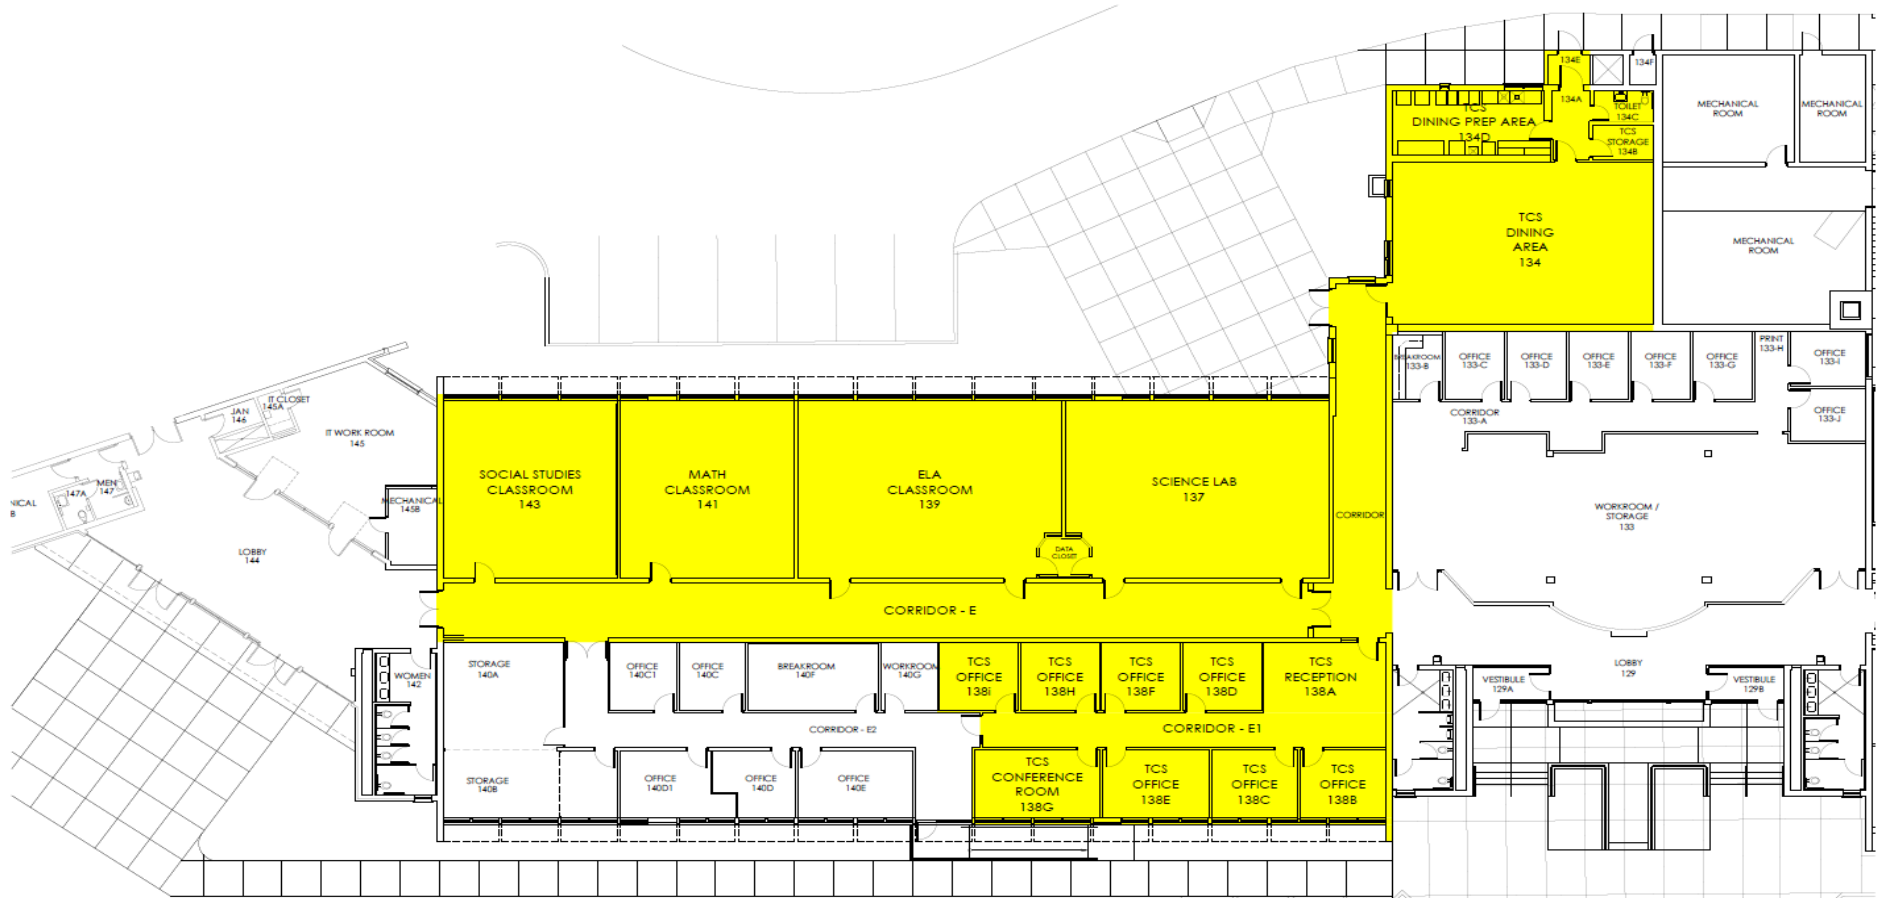 134E
134F
134A
TCS
DINING PREP AREA
134D
TOILET
134C
TCS
STORAGE
134B
MECHANICAL
ROOM
MECHANICAL
ROOM
TCS
DINING
AREA
134
MECHANICAL
ROOM
BREAKROOM
133-B
OFFICE
133-C
OFFICE
133-D
OFFICE
133-E
OFFICE
133-F
OFFICE
133-G
PRINT
133-H
OFFICE
133-I
OFFICE
133-J
CORRIDOR
133-A
IT CLOSET
145A
JAN
146
IT WORK ROOM
145
MEN
147
147A
NICAL
B
MECHANICAL
145B
LOBBY
144
SOCIAL STUDIES
CLASSROOM
143
MATH
CLASSROOM
141
ELA
CLASSROOM
139
SCIENCE LAB
137
DATA
CLOSET
CORRIDOR
WORKROOM /
STORAGE
133
CORRIDOR - E
WOMEN
142
STORAGE
140A
OFFICE
140C1
OFFICE
140C
BREAKROOM
140F
WORKROOM
140G
TCS
OFFICE
138i
TCS
OFFICE
138H
TCS
OFFICE
138F
TCS
OFFICE
138D
TCS
RECEPTION
138A
LOBBY
129
VESTIBULE
129A
VESTIBULE
129B
CORRIDOR - E2
CORRIDOR - E1
STORAGE
140B
OFFICE
140D1
OFFICE
140D
OFFICE
140E
TCS
CONFERENCE
ROOM
138G
TCS
OFFICE
138E
TCS
OFFICE
138C
TCS
OFFICE
138B